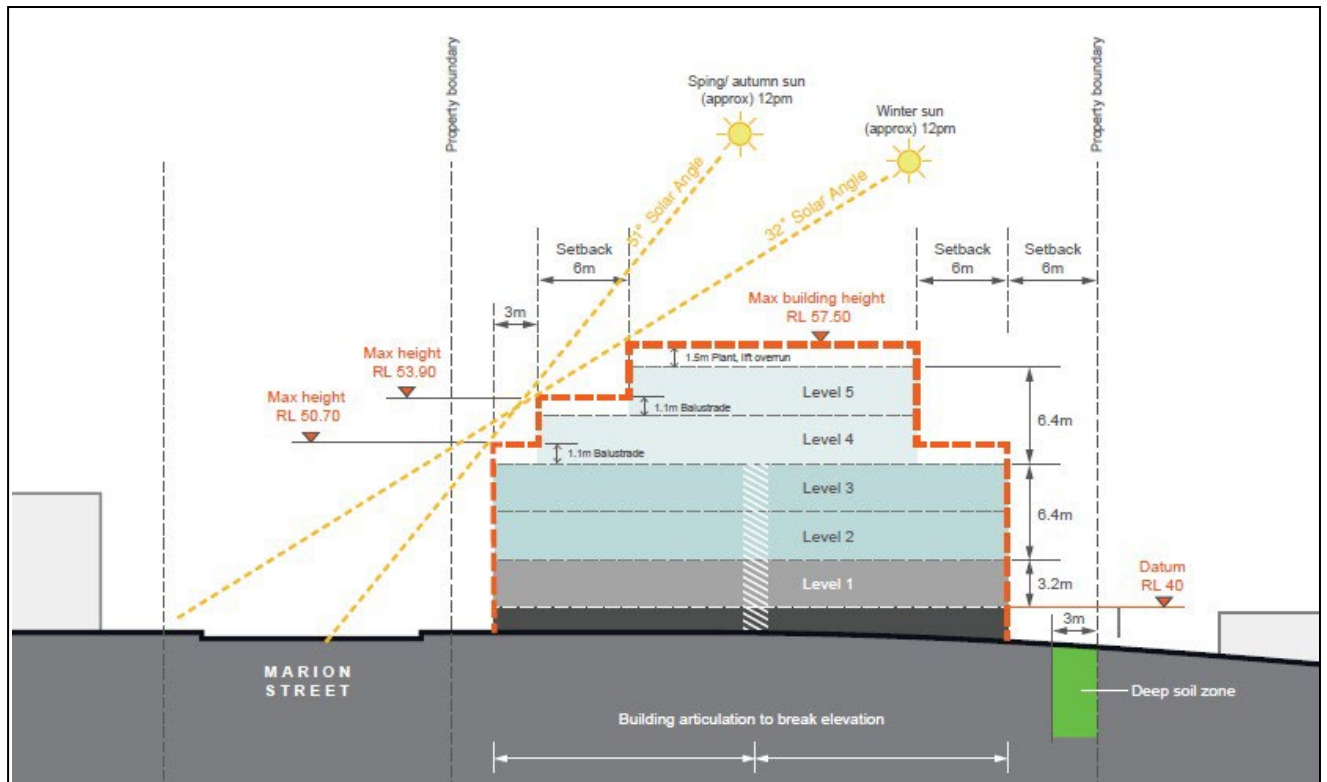 Property boundary
Sping/ autumn sun
(approx) 12pm
Winter sun
(approx) 12pm
Property boundary
51° Solar Angle
32° Solar Angle
Setback
6m
Setback
6m
Setback
6m
3m
Max building height
RL 57.50
1.5m Plant, lift overrun
Max height
RL 53.90
Max height
RL 50.70
Level 5
1.1m Balustrade
6.4m
Level 4
1.1m Balustrade
Level 3
6.4m
Level 2
Level 1
3.2m
Datum
RL 40
3m
MARION
STREET
Deep soil zone
Building articulation to break elevation